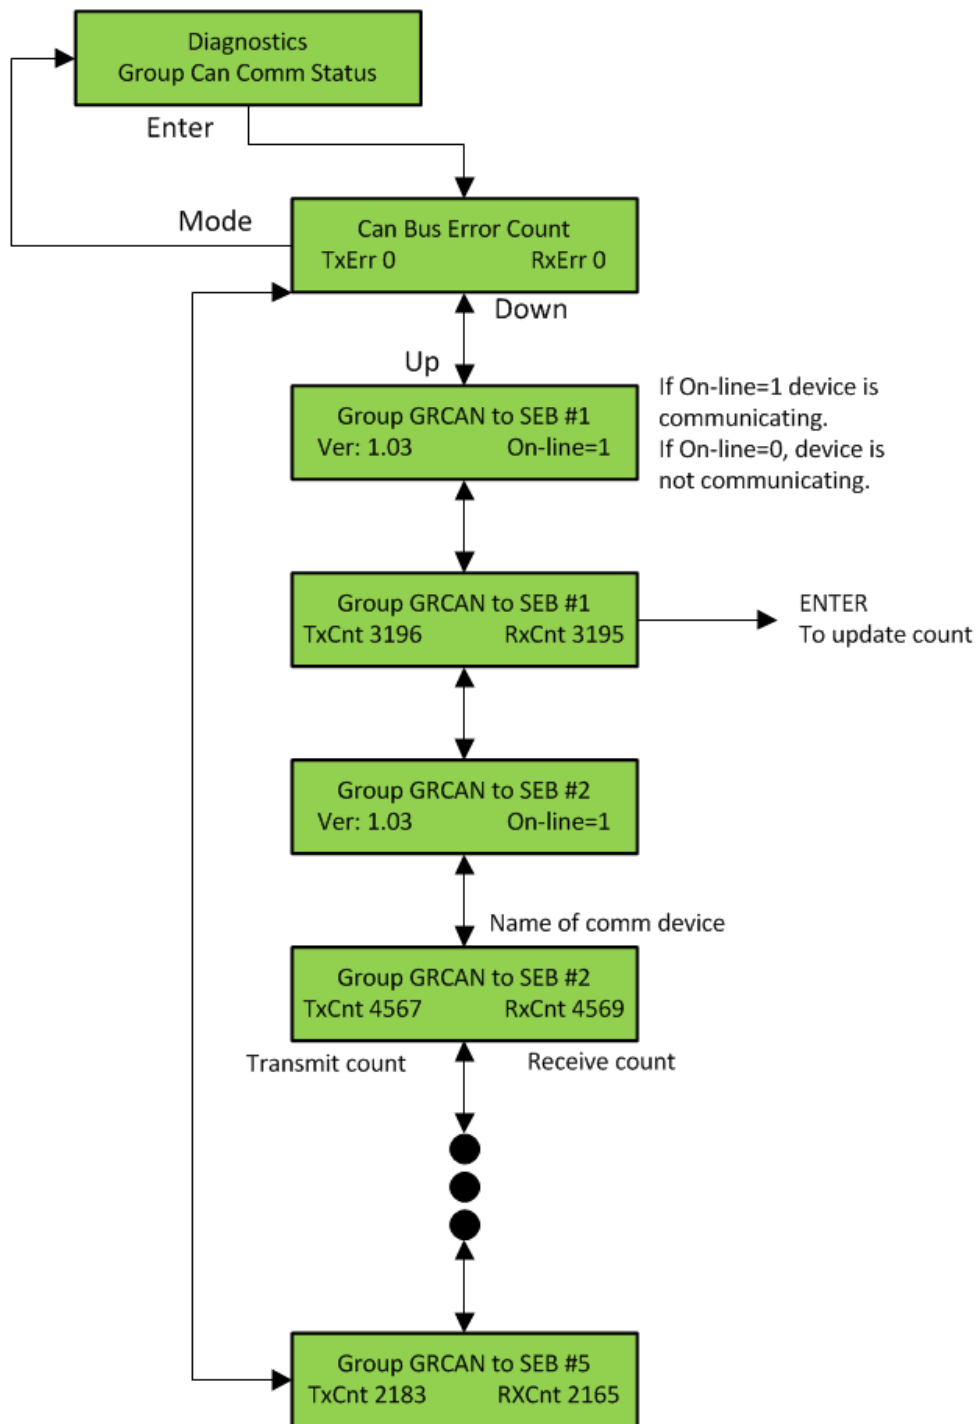 Diagnostics
Group Can Comm Status
Enter
Mode
Can Bus Error Count
TxErr 0 RxErr 0
Down
Up
Group GRCAN to SEB #1
Ver: 1.03 On-line=1
If On-line=1 device is
communicating.
If On-line=0, device is
not communicating.
Group GRCAN to SEB #1
TxCnt 3196 RxCnt 3195
ENTER
To update count
Group GRCAN to SEB #2
Ver: 1.03 On-line=1
Name of comm device
Group GRCAN to SEB #2
TxCnt 4567 RxCnt 4569
Transmit count
Receive count
Group GRCAN to SEB #5
TxCnt 2183 RXCnt 2165